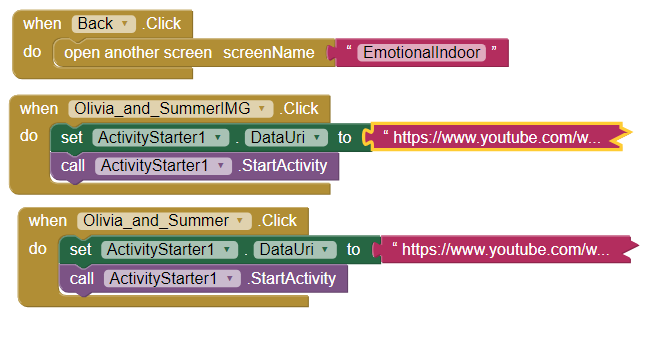 when Back .Click
do open another screen screenName “ EmotionalIndoor ”
when Olivia_and_SummerIMG .Click
do set ActivityStarter1 . DataUri to “ https://www.youtube.com/w...
call ActivityStarter1 .StartActivity
when Olivia_and_Summer .Click
do set ActivityStarter1 . DataUri to “ https://www.youtube.com/w...
call ActivityStarter1 .StartActivity